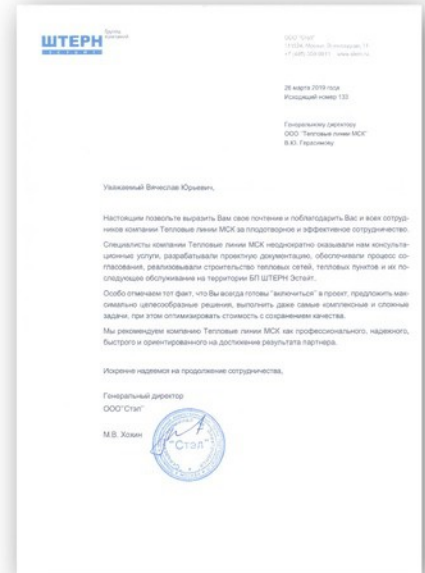 ШТЕРН
Группа
Компаний
ООО "Стэл"
26 марта 2019 года
Исходящий номер 133
Генеральному директору
ООО "Тепловые линии МСК"
В.Ю. Герасимову
Уважаемый Вячеслав Юрьевич,
Настоящим позвольте выразить Вам свое почтение и поблагодарить Вас и всех сотруд-
ников компании Тепловые линии МСК за плодотворное и эффективное сотрудничество.
Специалисты компании Тепловые линии МСК неоднократно оказывали нам консульта-
ционные услуги, разрабатывали проектную документацию, обеспечивали процесс со-
гласования, реализовывали строительство тепловых сетей, тепловых пунктов и их по-
следующее обслуживание на территории БП ШТЕРН Эстейт.
Особо отмечаем тот факт, что Вы всегда готовы "включиться" в проект, предложить мак-
симально целесообразные решения, выполнить даже самые комплексные и сложные
задачи, при этом оптимизировать стоимость с сохранением качества.
Мы рекомендуем компанию Тепловые линии МСК как профессионального, надежного,
быстрого и ориентированного на достижение результата партнера.
Искренне надеемся на продолжение сотрудничества,
Генеральный директор
ООО"Стэл"
М.В. Хохин
"Стэл"